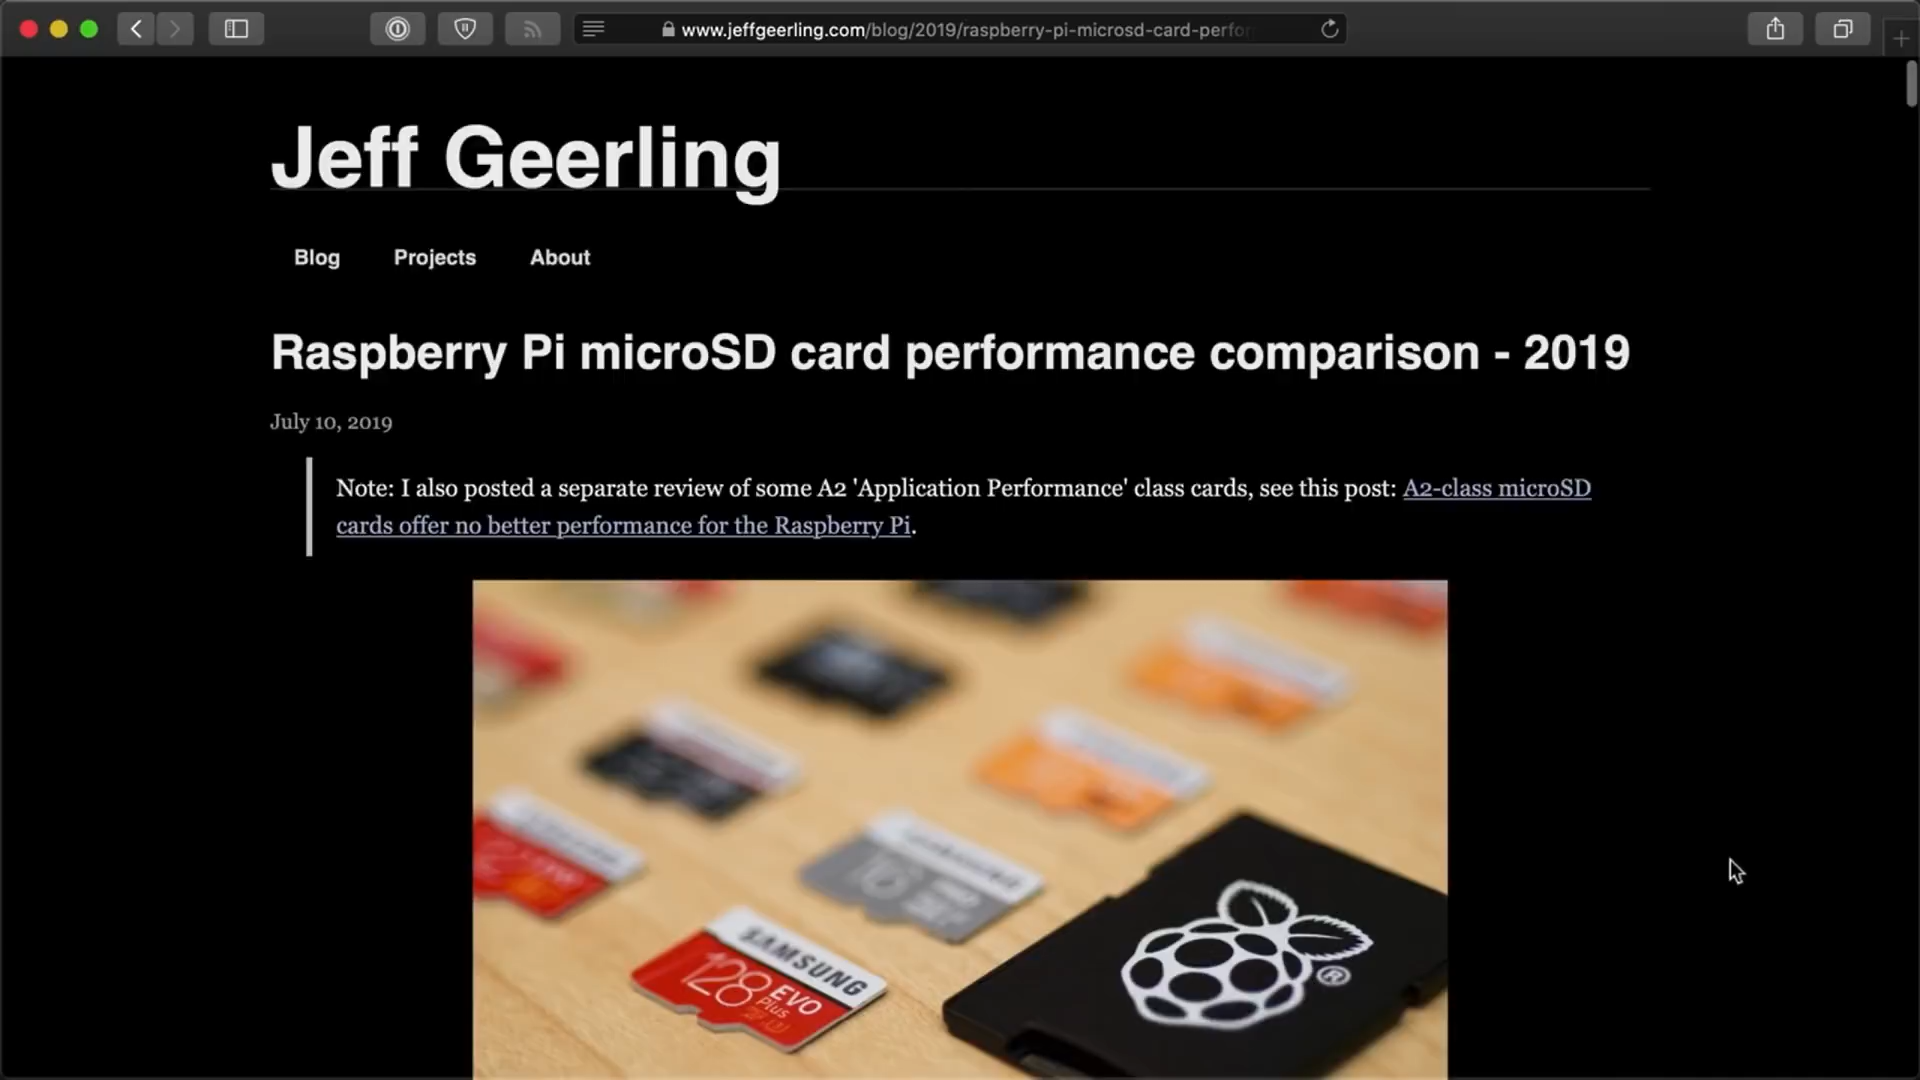 www.jeffgeerling.com/blog/2019/raspberry-pi-microsd-card-perfor
Jeff Geerling
Blog Projects About
Raspberry Pi microSD card performance comparison - 2019
July 10, 2019
Note: I also posted a separate review of some A2 'Application Performance' class cards, see this post: A2-class microSD
cards offer no better performance for the Raspberry Pi.
SAMSUNG
128 EVO
Plus
16
®